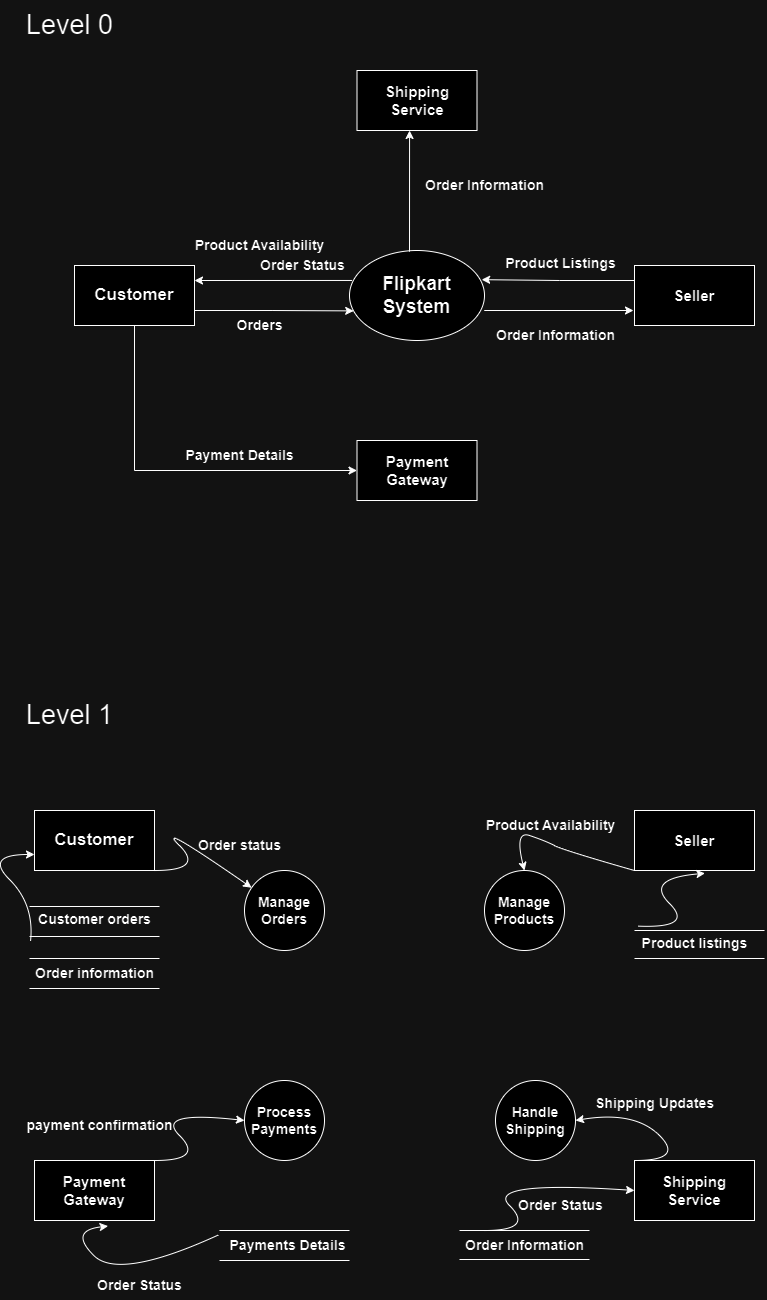 Level 0
Shipping
Service
Order Information
Product Availability
Order Status
Product Listings
Customer
Flipkart
System
Seller
Orders
Order Information
Payment Details
Payment
Gateway
Level 1
Customer
Order status
Product Availability
Seller
Manage
Orders
Manage
Products
Customer orders
Product listings
Order information
Process
Payments
payment confirmation
Handle
Shipping
Shipping Updates
Payment
Gateway
Shipping
Service
Order Status
Payments Details
Order Information
Order Status